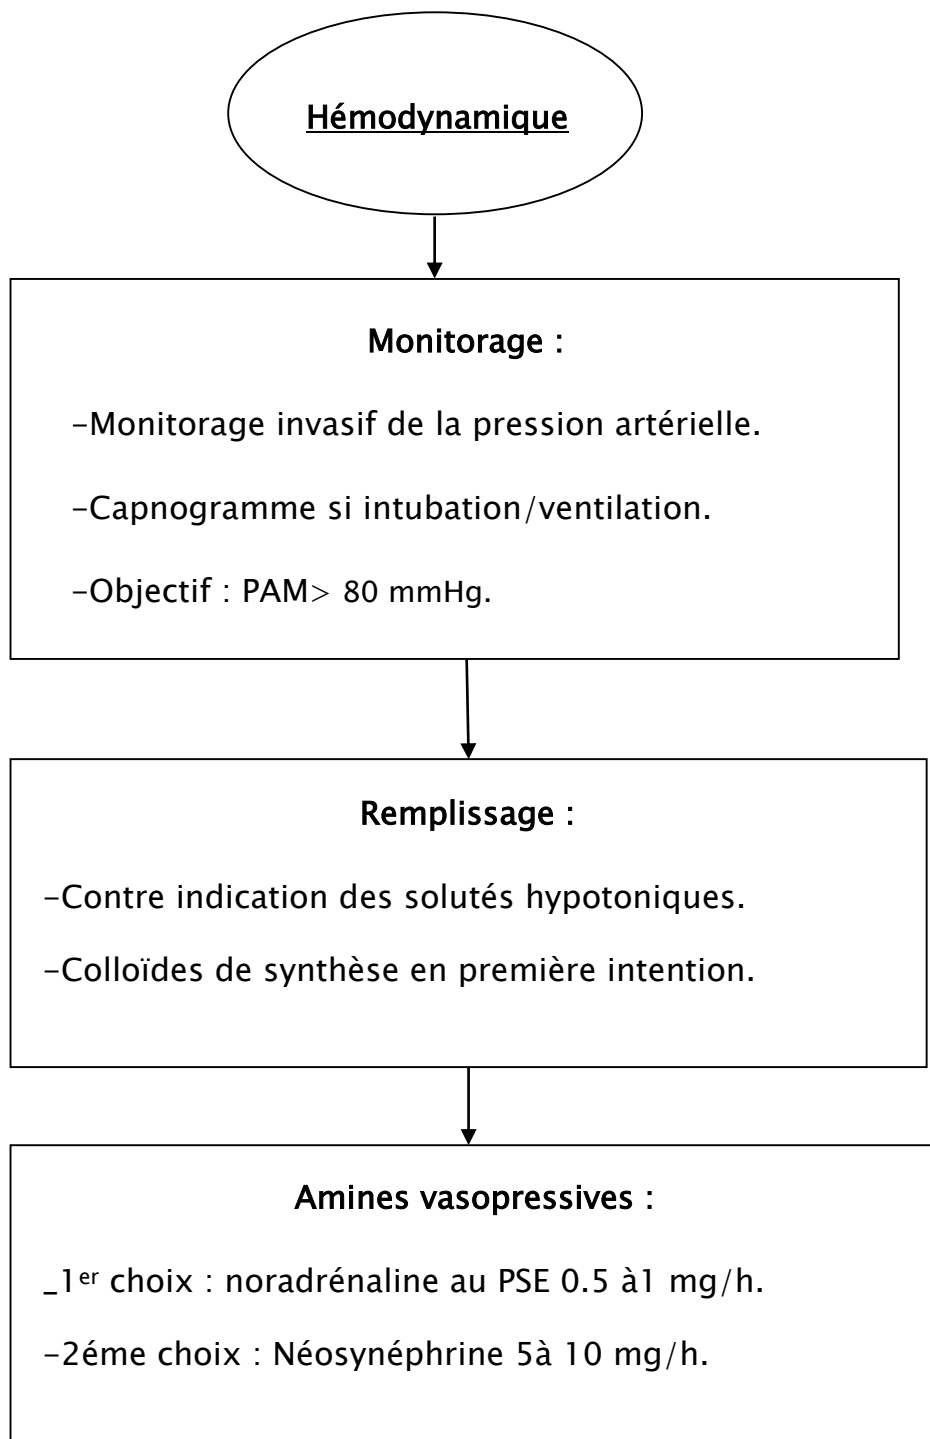 Hémodynamique
Monitorage :
-Monitorage invasif de la pression artérielle.
-Capnogramme si intubation/ventilation.
-Objectif : PAM> 80 mmHg.
Remplissage :
-Contre indication des solutés hypotoniques.
-Colloïdes de synthèse en première intention.
Amines vasopressives :
_1er choix : noradrénaline au PSE 0.5 à1 mg/h.
-2éme choix : Néosynéphrine 5à 10 mg/h.